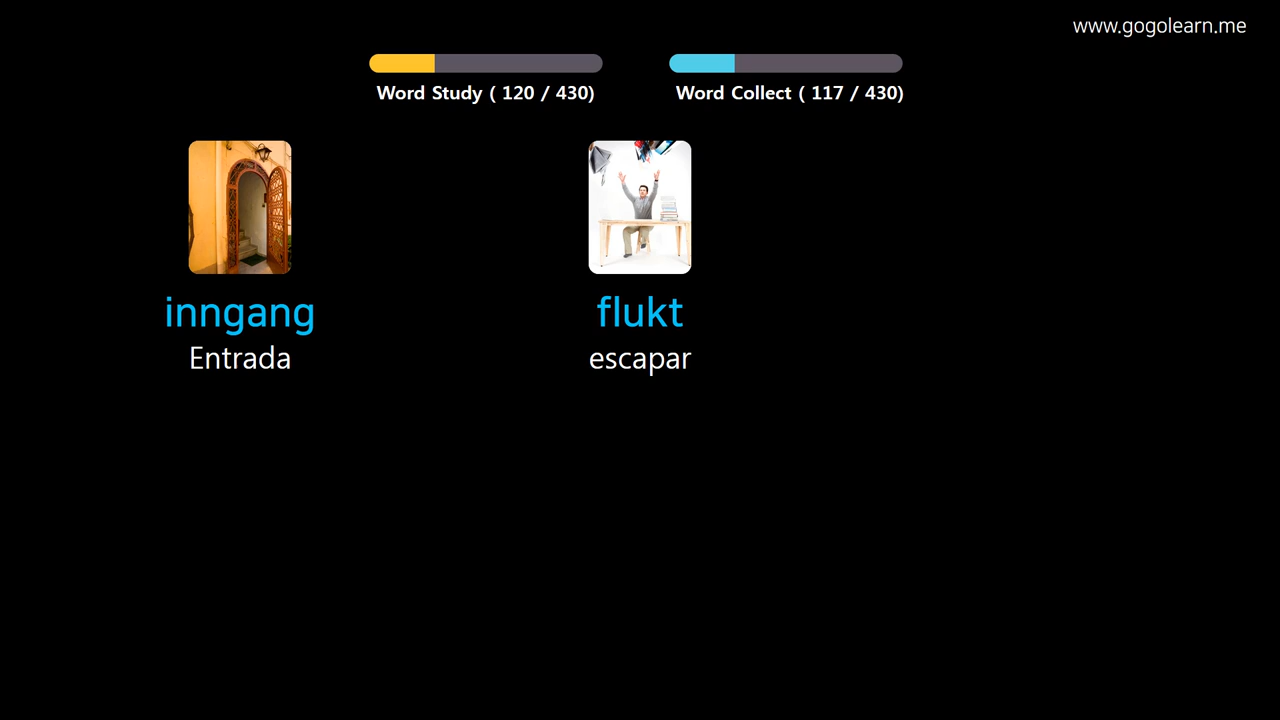 www.gogolearn.me
Word Study ( 120 / 430)
Word Collect ( 117 / 430)
inngang
Entrada
flukt
escapar